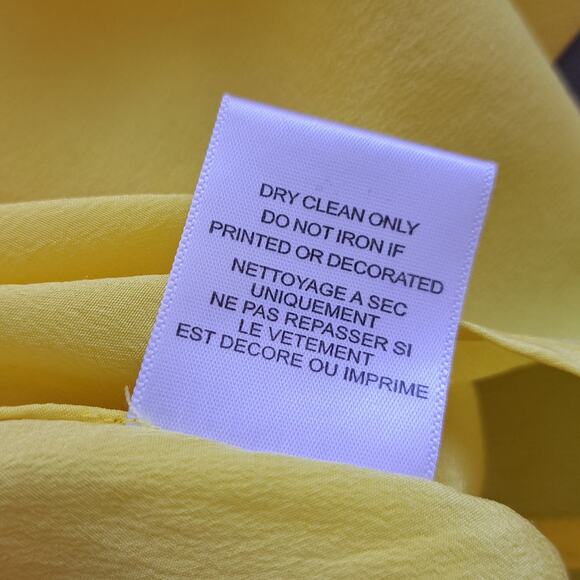 DRY CLEAN ONLY
DO NOT IRON IF
PRINTED OR DECORATED
NETTOYAGE A SEC
UNIQUEMENT
NE PAS REPASSER SI
LE VETEMENT
EST DECORE OU IMPRIME